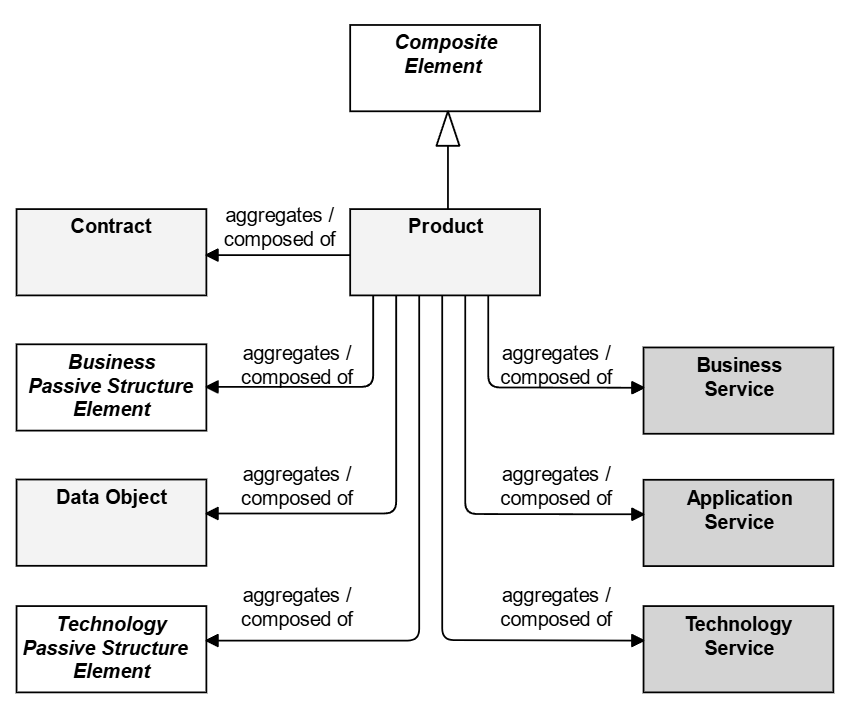 Composite
Element
Contract
aggregates /
composed of
Product
Business
Passive Structure
Element
aggregates /
composed of
aggregates /
composed of
Business
Service
Data Object
aggregates /
composed of
aggregates /
composed of
Application
Service
Technology
Passive Structure
Element
aggregates /
composed of
aggregates /
composed of
Technology
Service